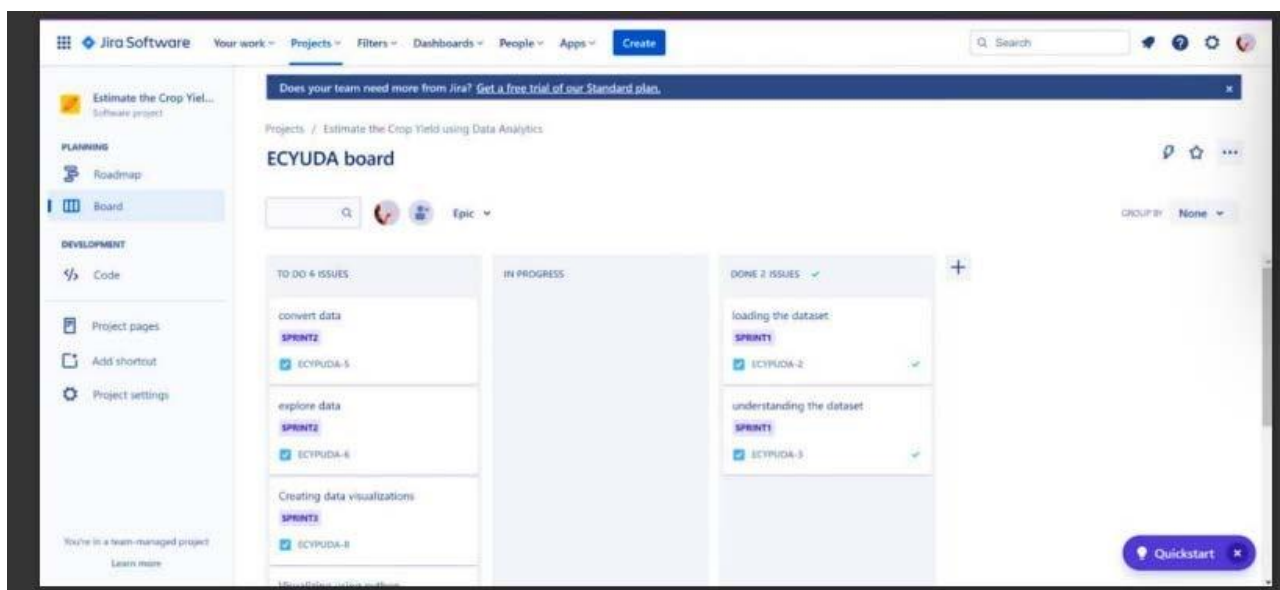 Jira Software Your work Projects Filters Dashboards People Apps Create Search
Estimate the Crop Yiel...
Software project
PLANNING
Roadmap
Board
DEVELOPMENT
Code
Project pages
Add shortcut
Project settings
You're in a team-managed project
Learn more
Does your team need more from Jira? Get a free trial of our Standard plan.
Projects / Estimate the Crop Yield using Data Analytics
ECYUDA board
Epic
GROUP BY None
TO DO 6 ISSUES
convert data
SPRINT2
ECYPUDA-5
explore data
SPRINT2
ECYPUDA-6
Creating data visualizations
SPRINT3
ECYPUDA-8
Visualizing using python
IN PROGRESS
DONE 2 ISSUES
loading the dataset
SPRINT1
ECYPUDA-2
understanding the dataset
SPRINT1
ECYPUDA-3
Quickstart